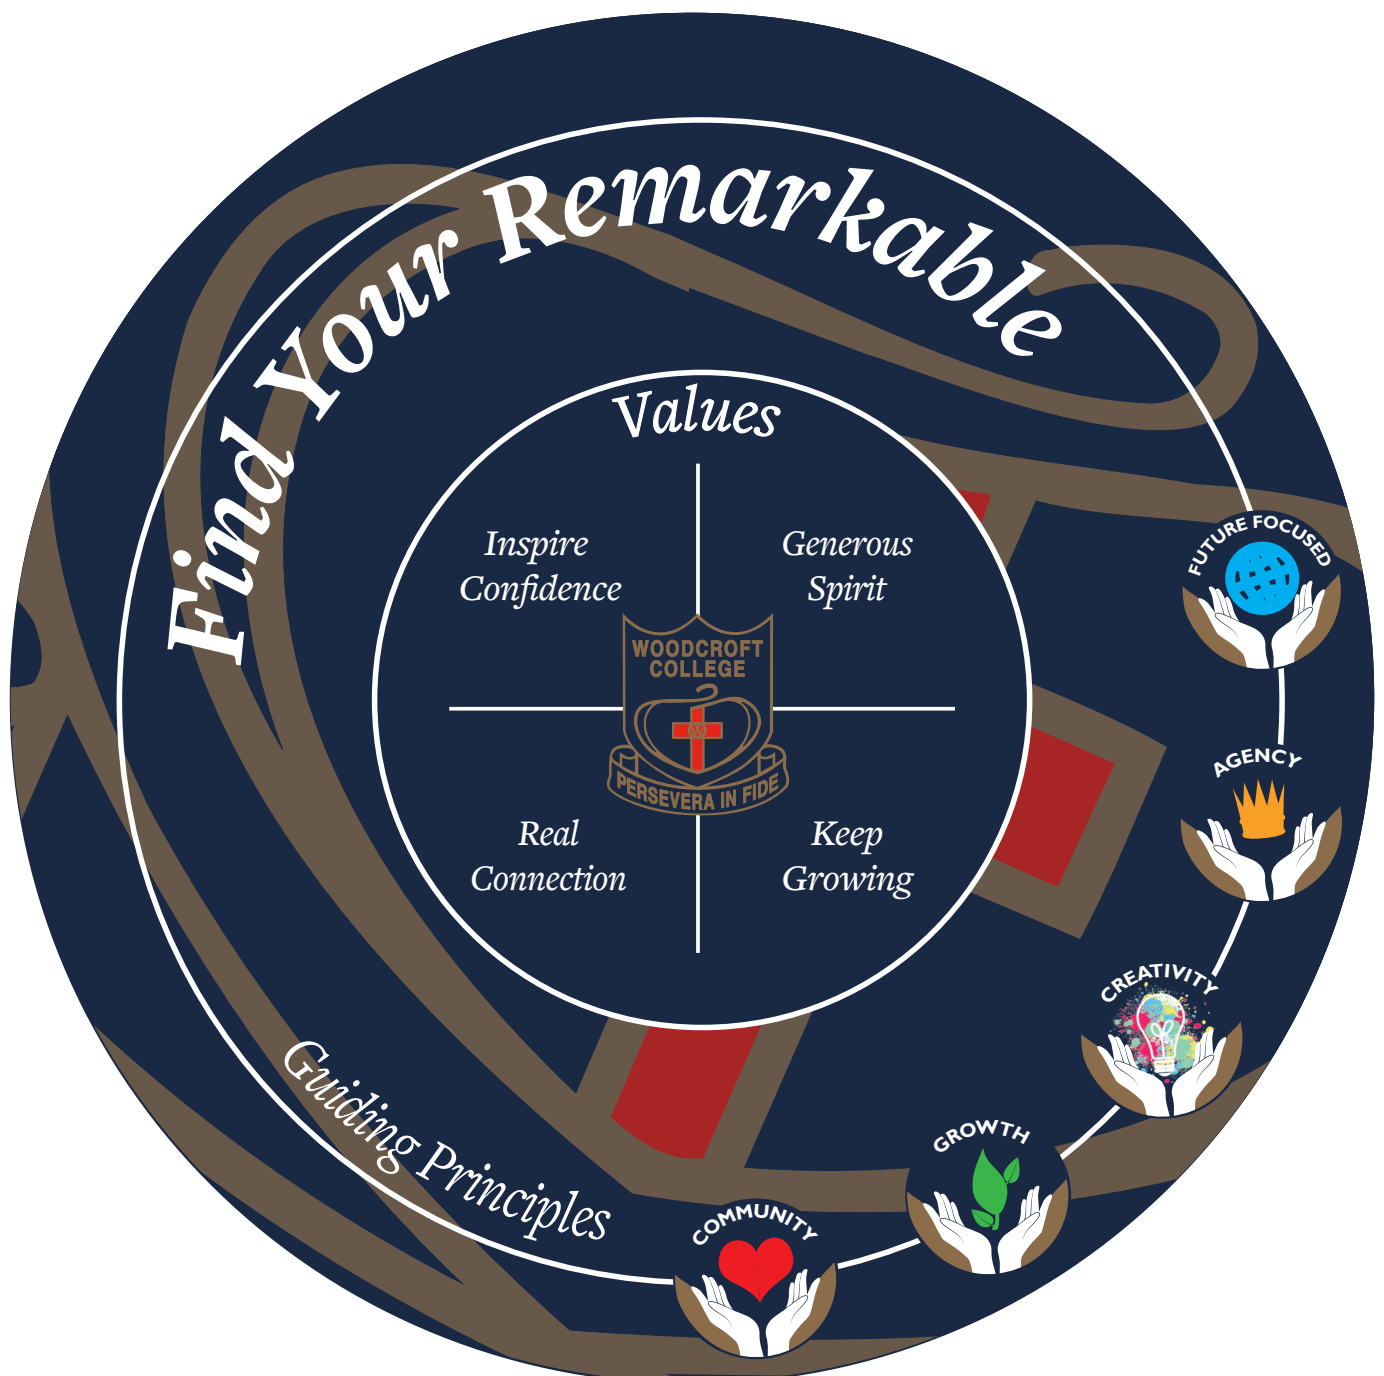 Find Your Remarkable
Values
Inspire
Confidence
Generous
Spirit
WOODCROFT
COLLEGE
W
PERSEVERA IN FIDE
Real
Connection
Keep
Growing
FUTURE FOCUSED
AGENCY
CREATIVITY
GROWTH
COMMUNITY
Guiding Principles